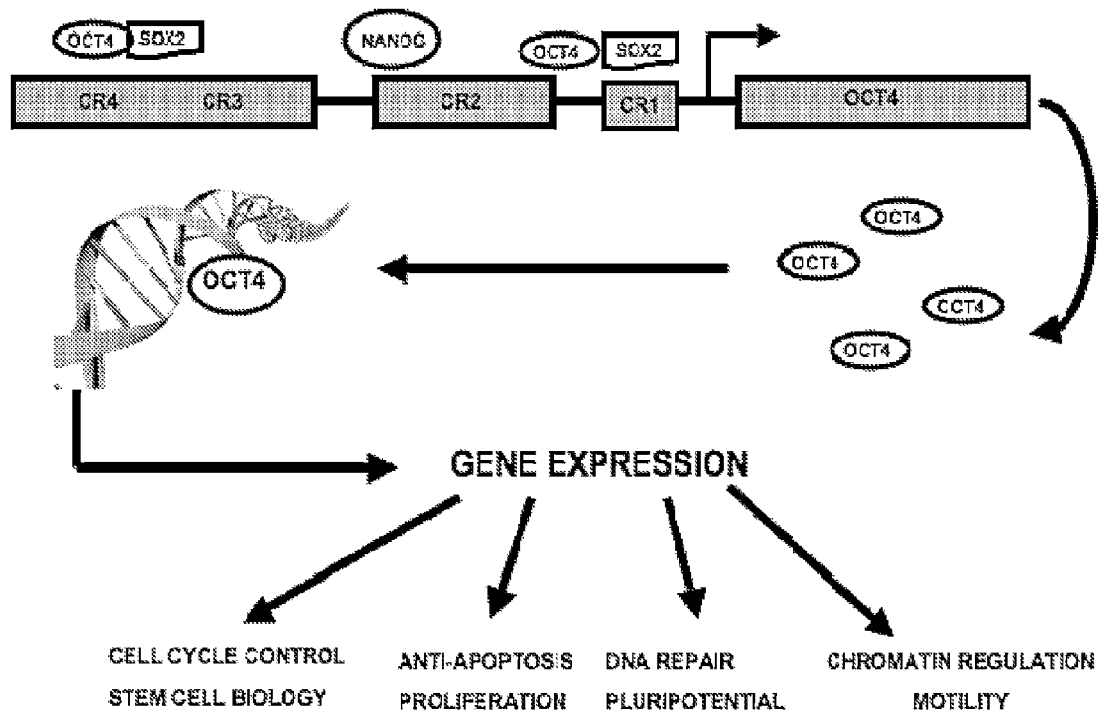 OCT4 SOX2 NANOG OCT4 SOX2
CR4 CR3 CR2 CR1 OCT4
OCT4
OCT4
OCT4
OCT4
OCT4
GENE EXPRESSION
CELL CYCLE CONTROL ANTI-APOPTOSIS DNA REPAIR CHROMATIN REGULATION
STEM CELL BIOLOGY PROLIFERATION PLURIPOTENTIAL MOTILITY